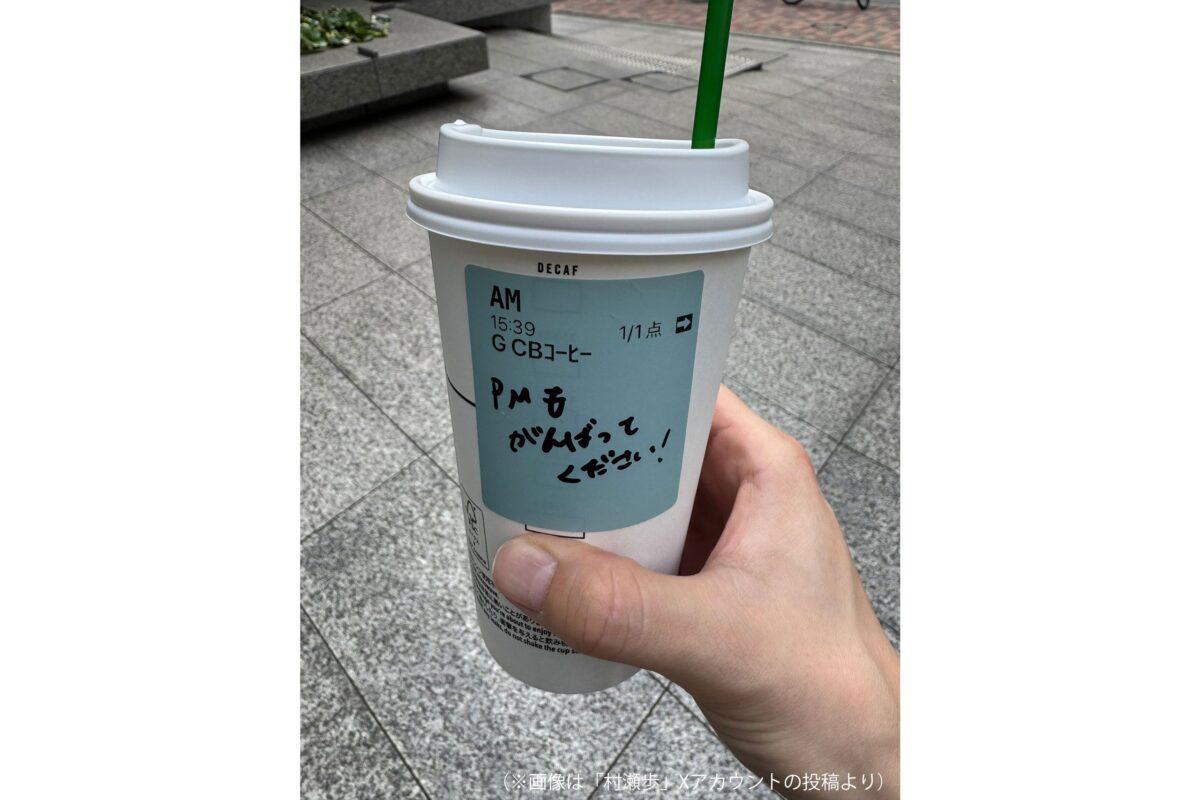 DECAF
AM
15:39
1/1点
G CBコーヒー
PMも
がんばって
ください!
（※画像は「村瀬歩」Xアカウントの投稿より）